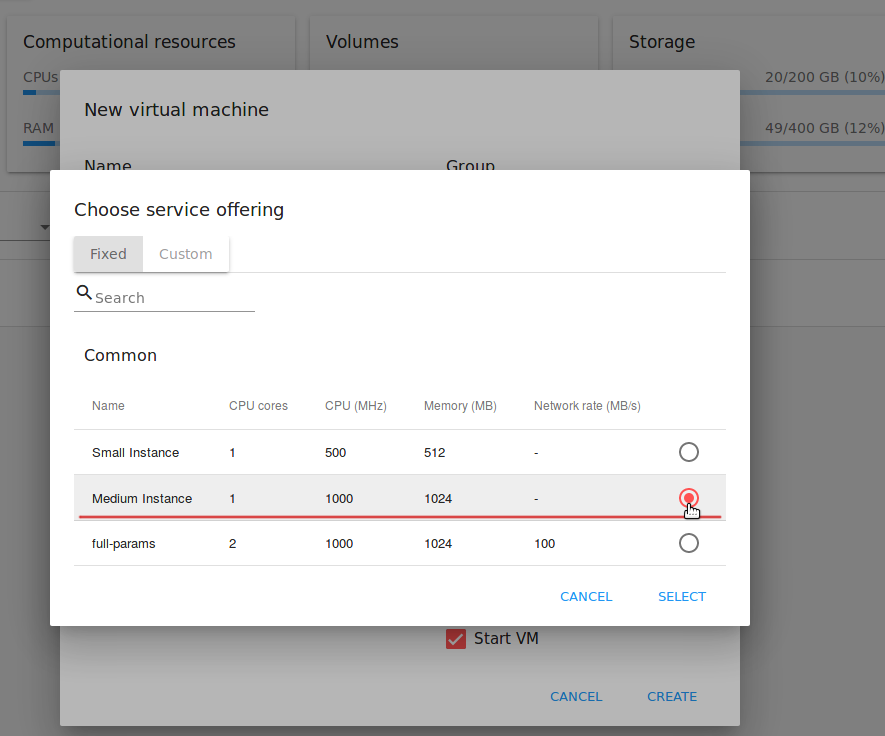 Computational resources
Volumes
Storage
CPUs
20/200 GB (10%)
RAM
49/400 GB (12%)
New virtual machine
Name
Group
Choose service offering
Fixed
Custom
Search
Common
Name CPU cores CPU (MHz) Memory (MB) Network rate (MB/s)
Small Instance 1 500 512 -
Medium Instance 1 1000 1024 -
full-params 2 1000 1024 100
CANCEL SELECT
Start VM
CANCEL CREATE